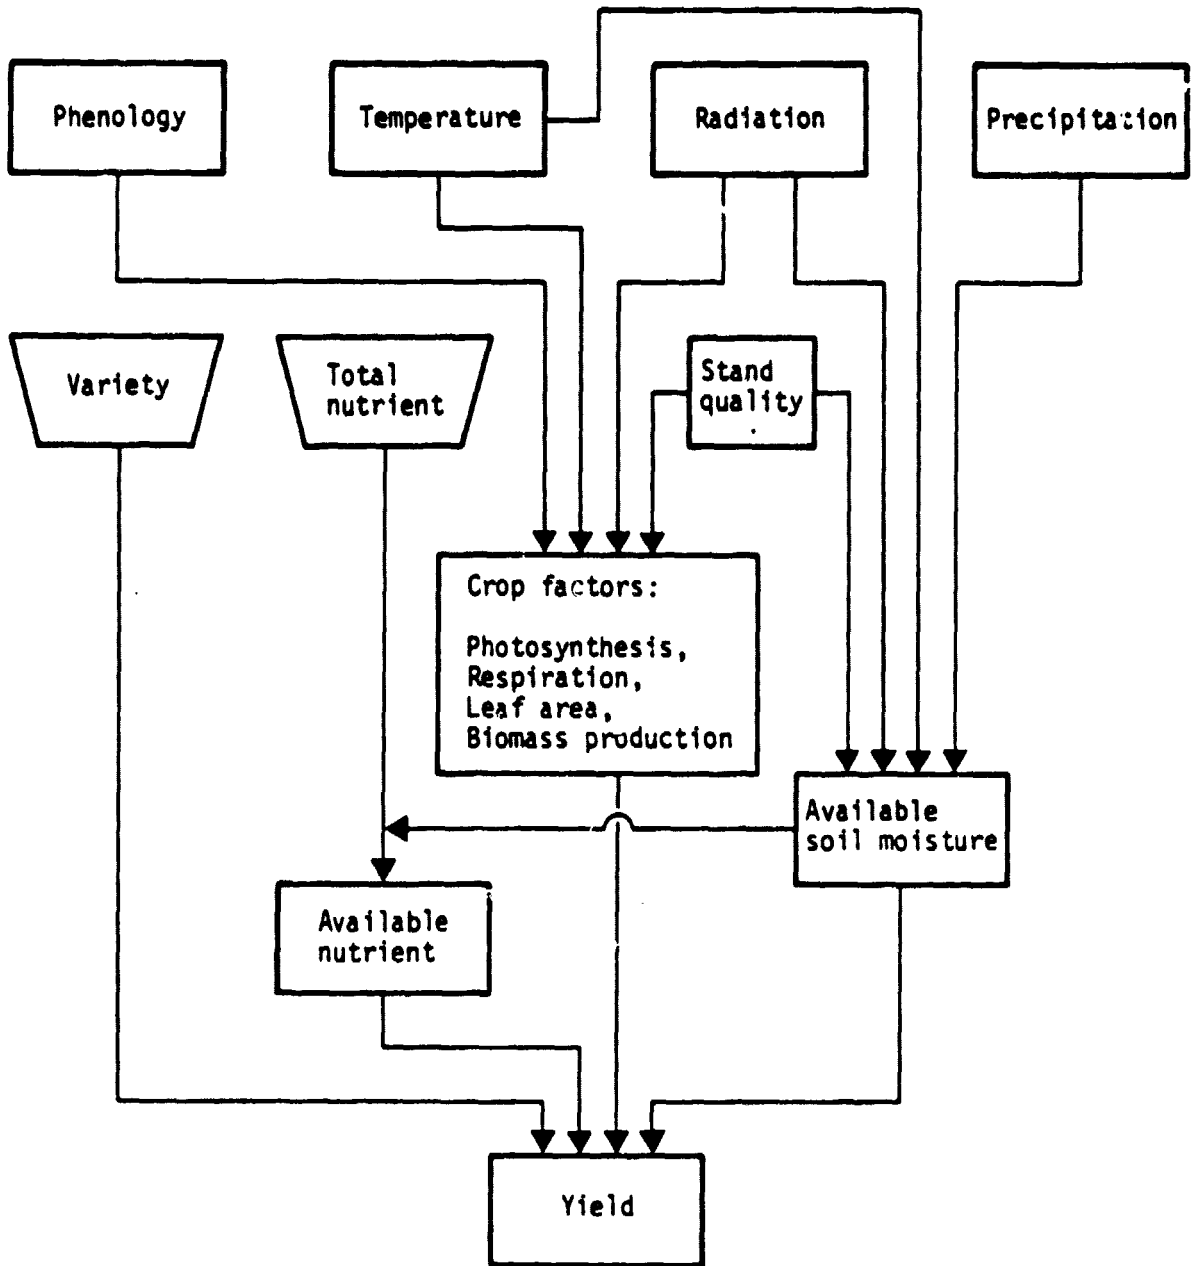 Phenology
Temperature
Radiation
Precipitation
Variety
Total
nutrient
Stand
quality
Crop factors:
Photosynthesis,
Respiration,
Leaf area,
Biomass production
Available
soil moisture
Available
nutrient
Yield